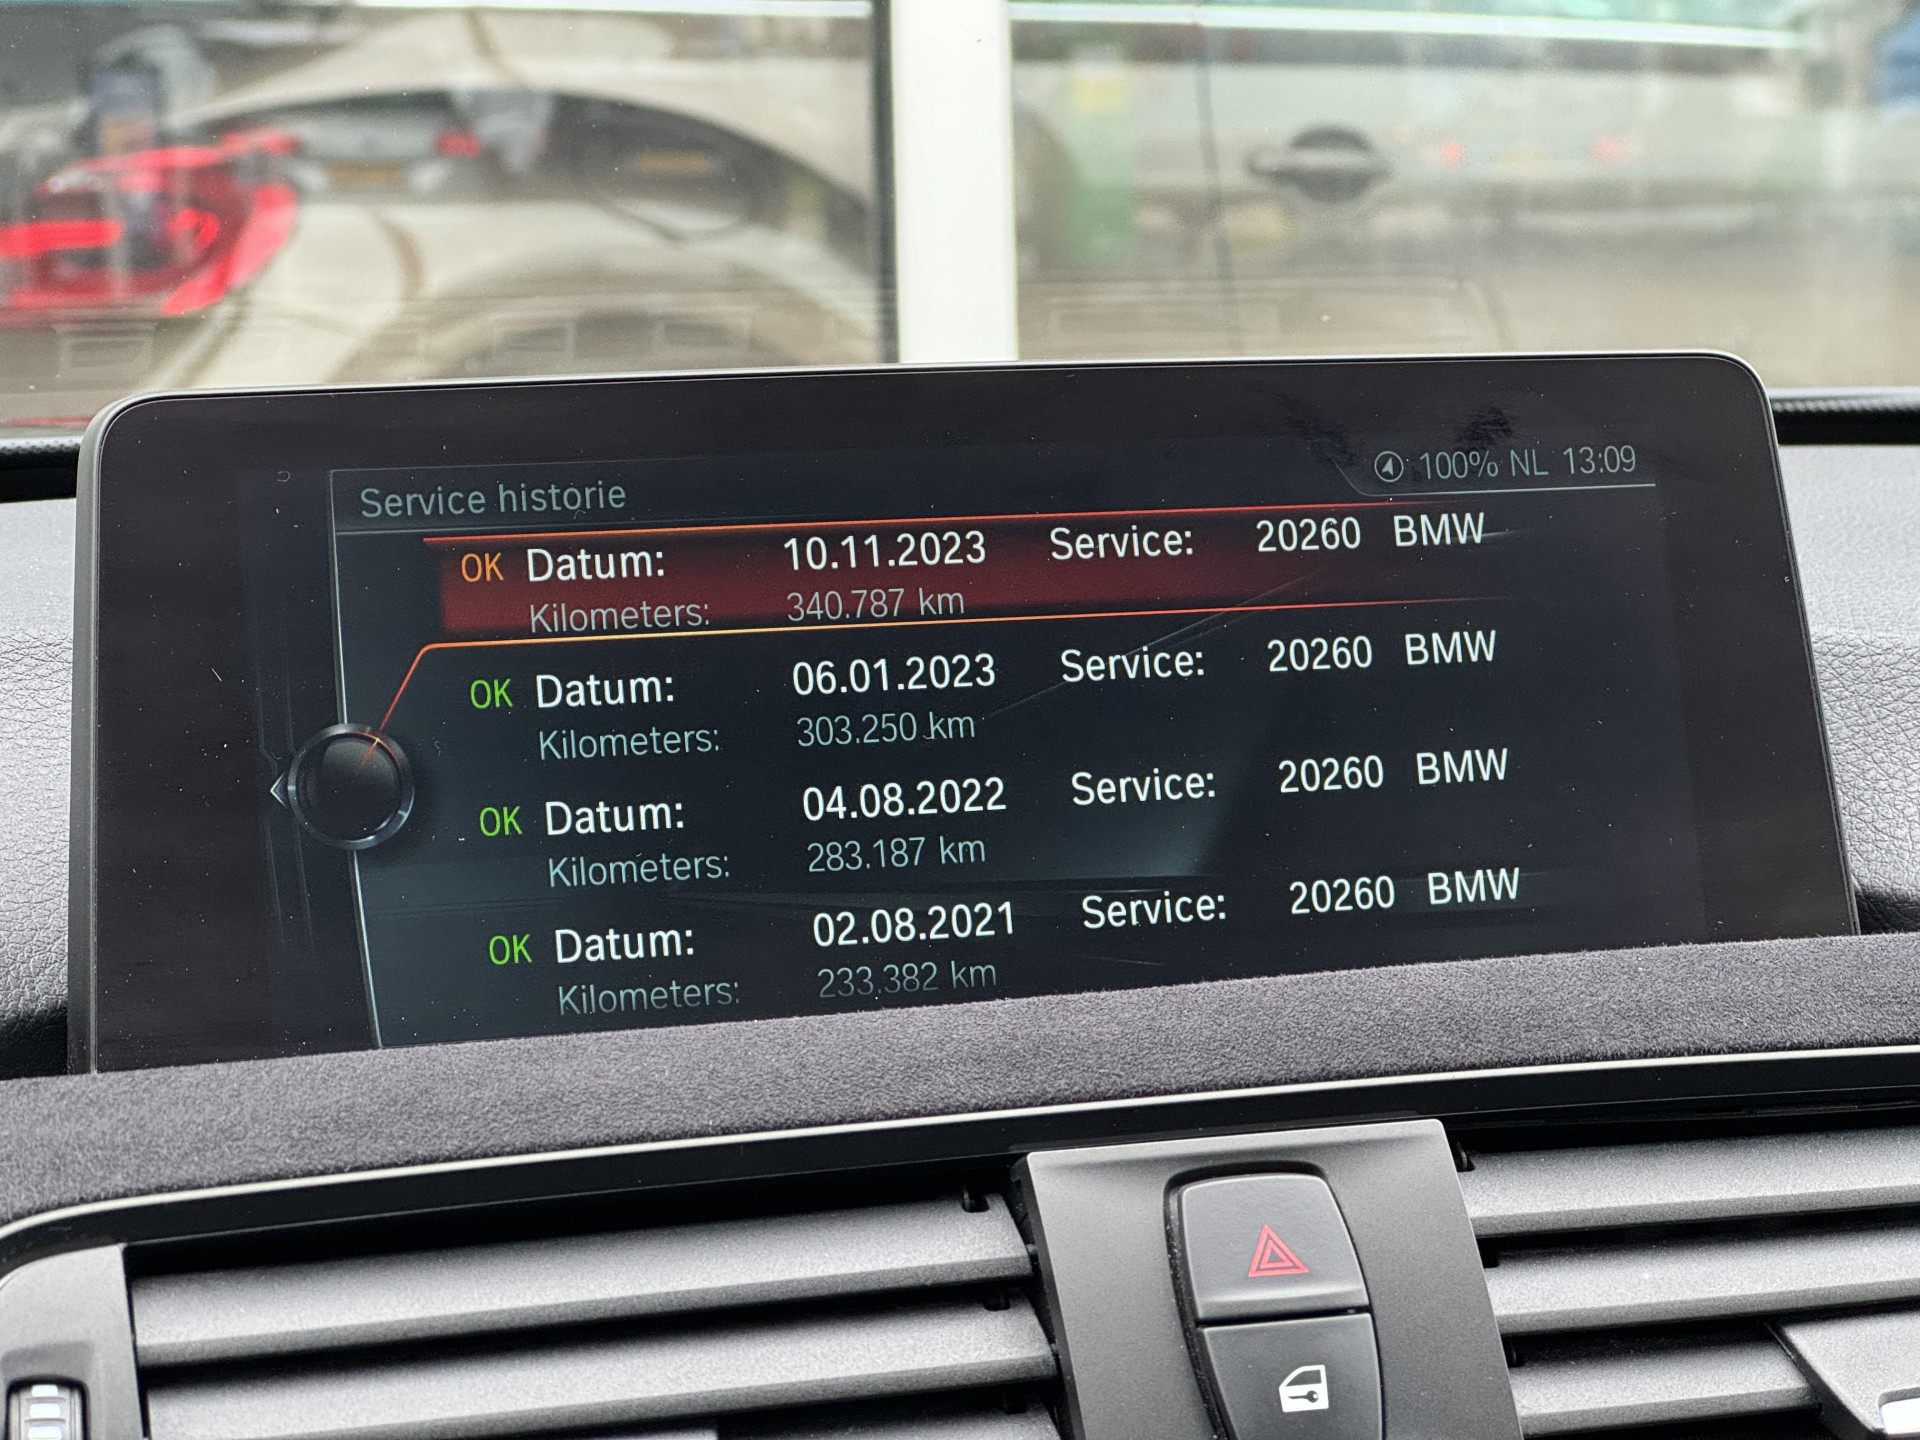 100% NL 13:09
Service historie
OK Datum: 10.11.2023 Service: 20260 BMW
Kilometers: 340.787 km
OK Datum: 06.01.2023 Service: 20260 BMW
Kilometers: 303.250 km
OK Datum: 04.08.2022 Service: 20260 BMW
Kilometers: 283.187 km
OK Datum: 02.08.2021 Service: 20260 BMW
Kilometers: 233.382 km